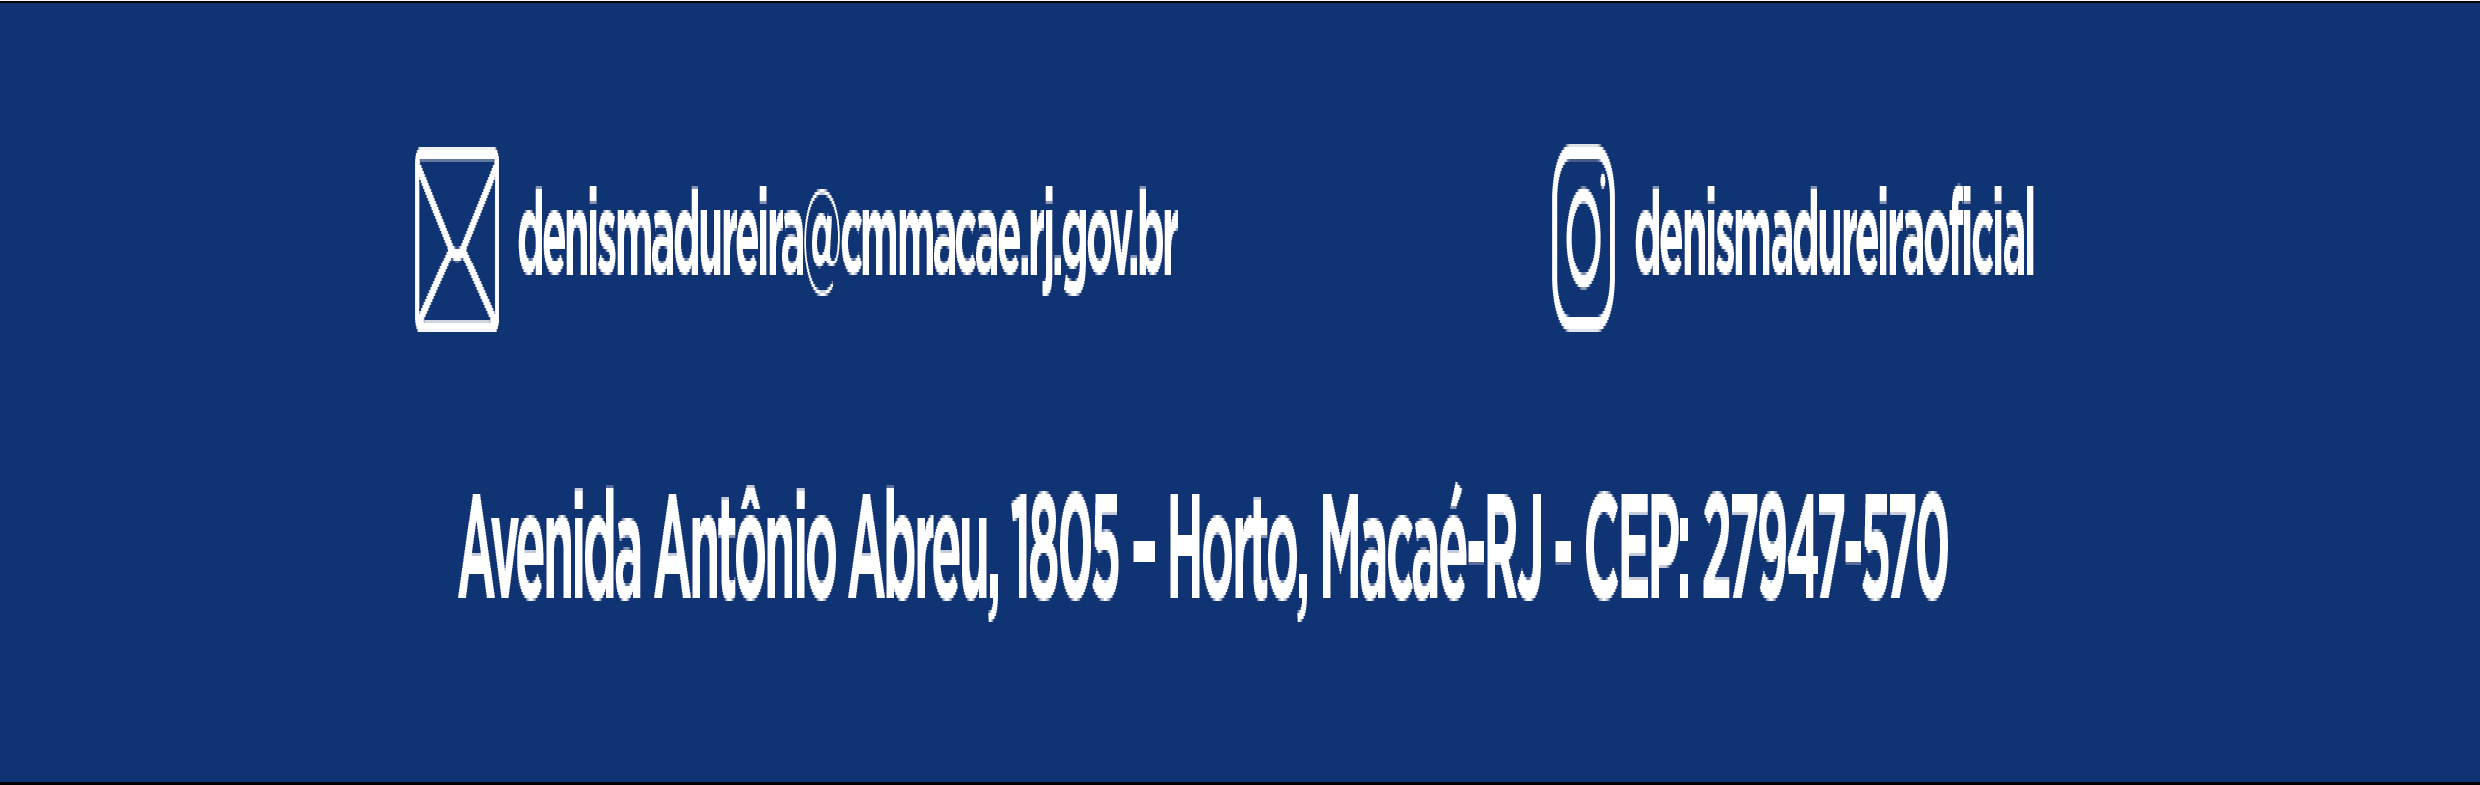 denismadureira@cmmacae.rj.gov.br denismadureiraoficial
Avenida Antônio Abreu, 1805 – Horto, Macaé-RJ - CEP: 27947-570